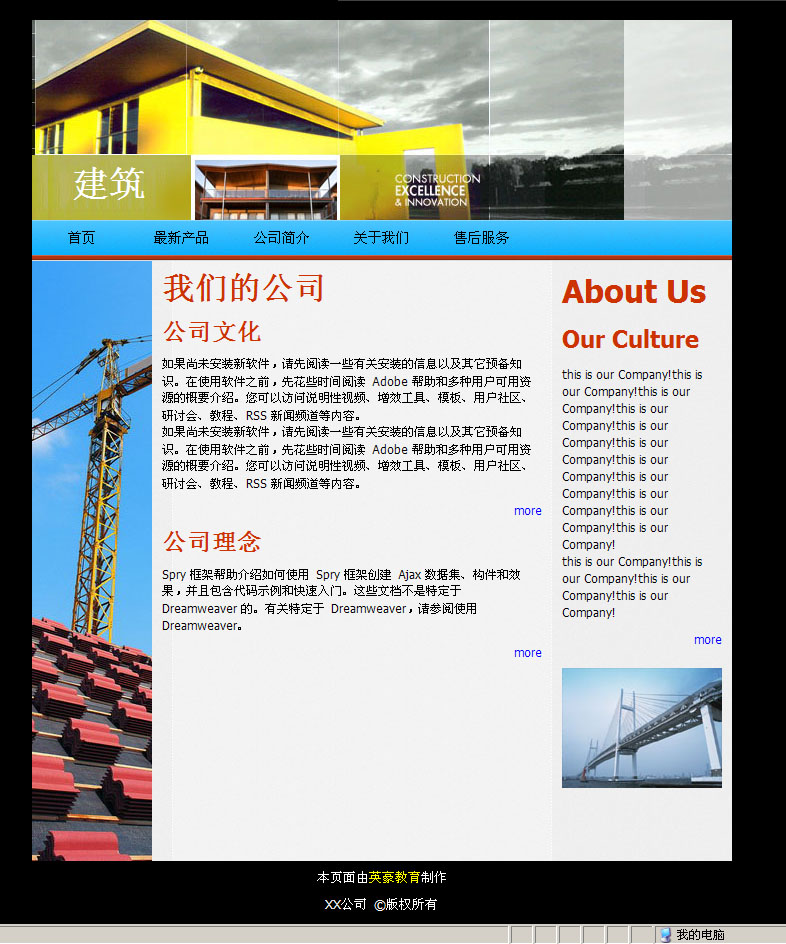 建筑
CONSTRUCTION
EXCELLENCE
& INNOVATION
首页 最新产品 公司简介 关于我们 售后服务
我们的公司
公司文化
如果尚未安装新软件，请先阅读一些有关安装的信息以及其它预备知
识。在使用软件之前，先花些时间阅读 Adobe 帮助和多种用户可用资
源的概要介绍。您可以访问说明性视频、增效工具、模板、用户社区、
研讨会、教程、RSS 新闻频道等内容。
如果尚未安装新软件，请先阅读一些有关安装的信息以及其它预备知
识。在使用软件之前，先花些时间阅读 Adobe 帮助和多种用户可用资
源的概要介绍。您可以访问说明性视频、增效工具、模板、用户社区、
研讨会、教程、RSS 新闻频道等内容。
more
公司理念
Spry 框架帮助介绍如何使用 Spry 框架创建 Ajax 数据集、构件和效
果，并且包含代码示例和快速入门。这些文档不是特定于
Dreamweaver 的。有关特定于 Dreamweaver，请参阅使用
Dreamweaver。
more
About Us
Our Culture
this is our Company!this is
our Company!this is our
Company!this is our
Company!this is our
Company!this is our
Company!this is our
Company!this is our
Company!this is our
Company!this is our
Company!this is our
Company!
this is our Company!this is
our Company!this is our
Company!this is our
Company!
more
本页面由英豪教育制作
XX公司 ©版权所有
我的电脑